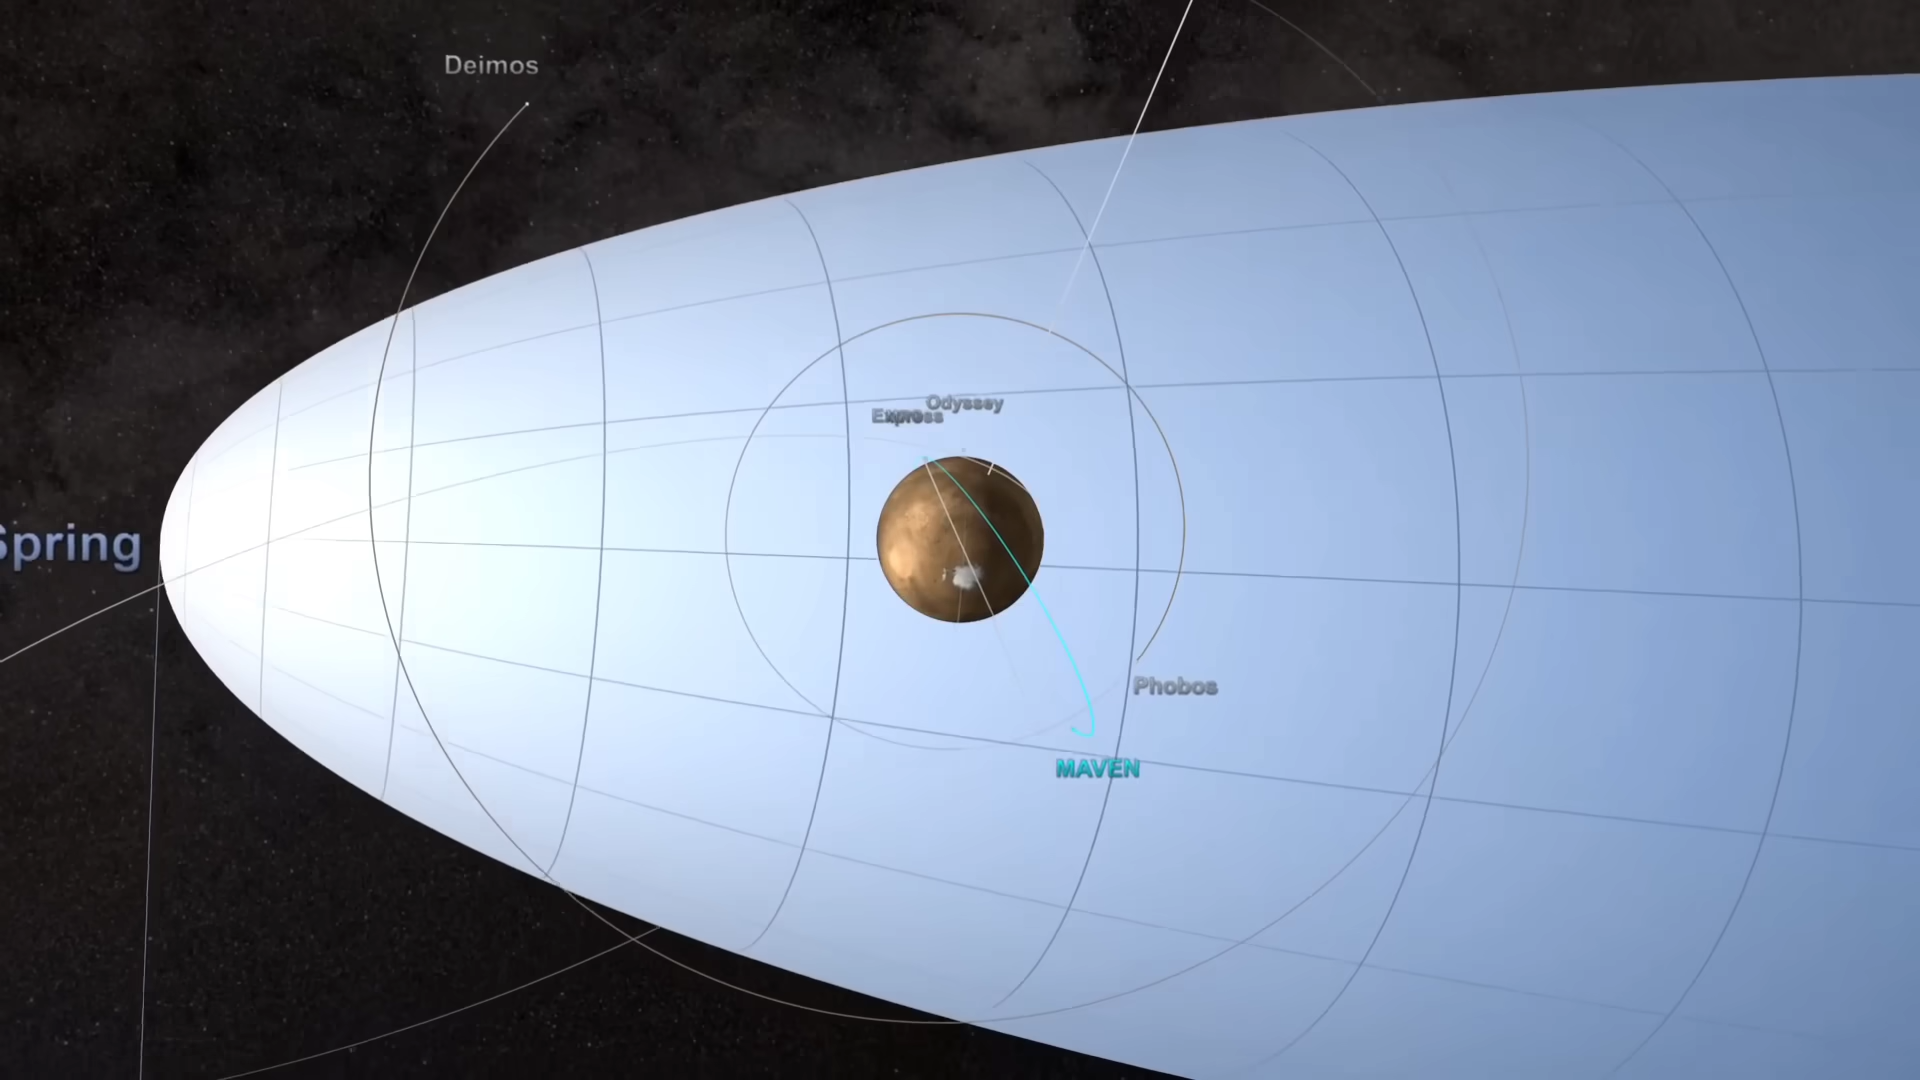 Deimos
Odyssey
Express
Spring
Phobos
MAVEN